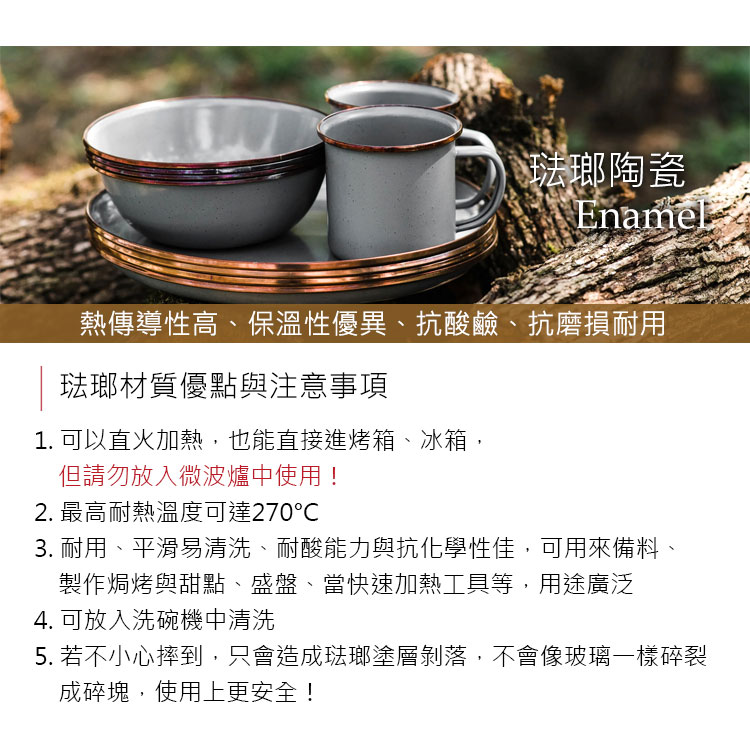 琺瑯陶瓷
Enamel
熱傳導性高、保溫性優異、抗酸鹼、抗磨損耐用
琺瑯材質優點與注意事項
1. 可以直火加熱，也能直接進烤箱、冰箱，
但請勿放入微波爐中使用！
2. 最高耐熱溫度可達270°C
3. 耐用、平滑易清洗、耐酸能力與抗化學性佳，可用來備料、
製作焗烤與甜點、盛盤、當快速加熱工具等，用途廣泛
4. 可放入洗碗機中清洗
5. 若不小心摔到，只會造成琺瑯塗層剝落，不會像玻璃一樣碎裂
成碎塊，使用上更安全！